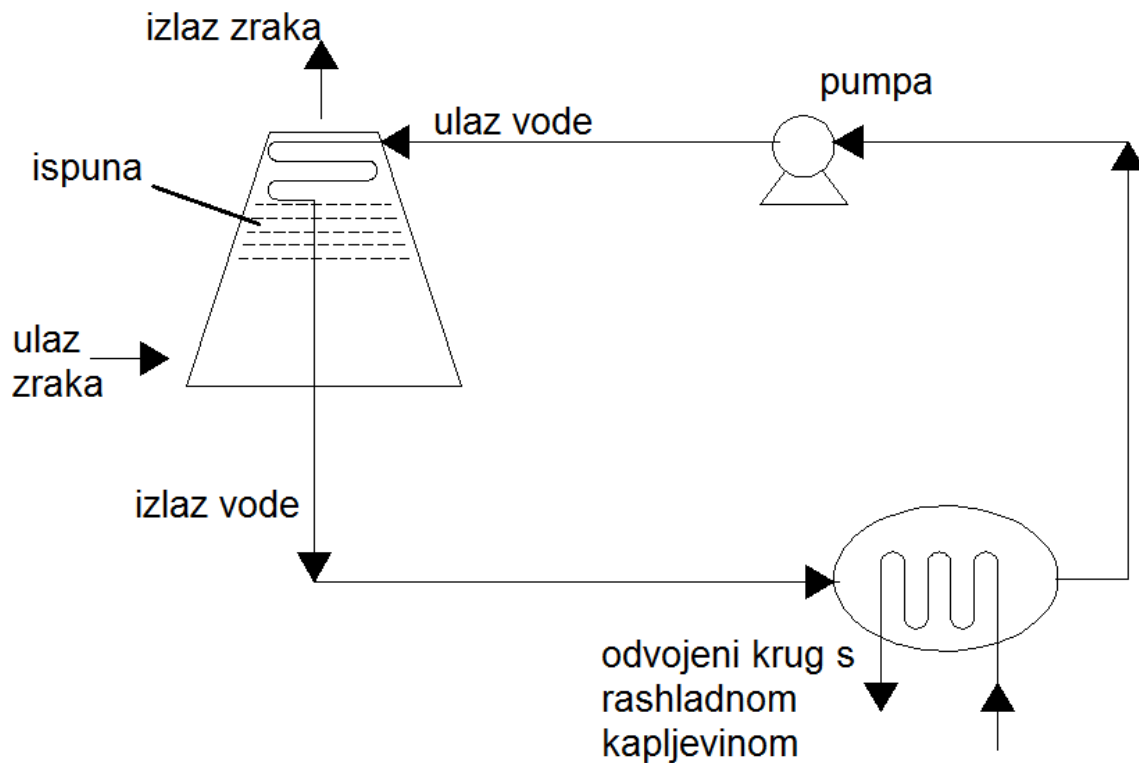 izlaz zraka
pumpa
ulaz vode
ispuna
ulaz
zraka
izlaz vode
odvojeni krug s
rashladnom
kapljevinom